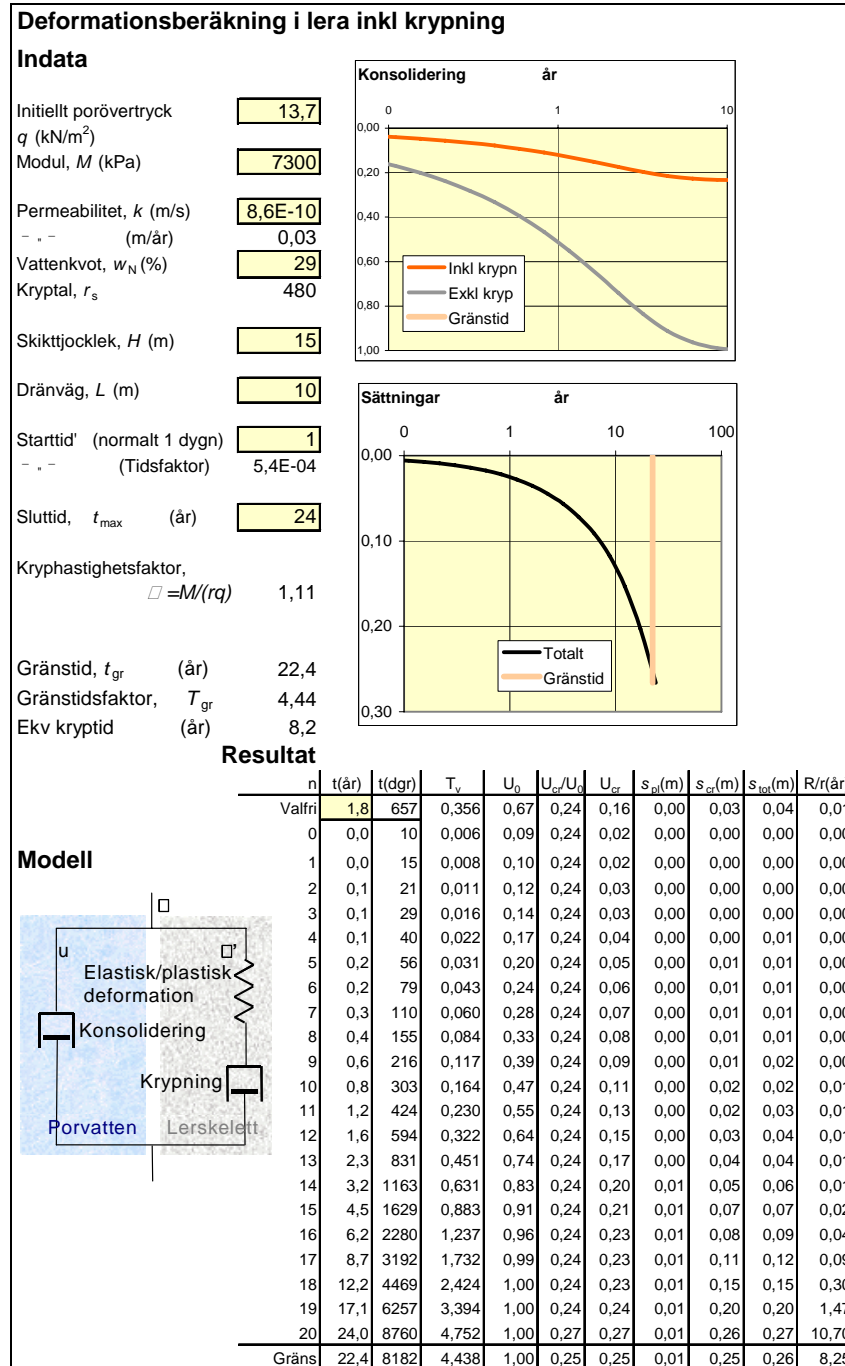 Deformationsberäkning i lera inkl krypning
Indata
Initiellt porövertryck 13,7
q (kN/m²)
Modul, M (kPa) 7300
Permeabilitet, k (m/s) 8,6E-10
– „ – (m/år) 0,03
Vattenkvot, wN (%) 29
Kryptal, rs 480
Skikttjocklek, H (m) 15
Dränväg, L (m) 10
Starttid' (normalt 1 dygn) 1
– „ – (Tidsfaktor) 5,4E-04
Sluttid, tmax (år) 24
Kryphastighetsfaktor,
□ =M/(rq) 1,11
Gränstid, tgr (år) 22,4
Gränstidsfaktor, Tgr 4,44
Ekv kryptid (år) 8,2
Konsolidering år
0 1 10
0,00
0,20
0,40
0,60
0,80
1,00
Inkl krypn
Exkl kryp
Gränstid
Sättningar år
0 1 10 100
0,00
0,10
0,20
0,30
Totalt
Gränstid
Resultat
n t(år) t(dgr) Tv U0 Ucr/U0 Ucr spl(m) scr(m) stot(m) R/r(år
Valfri 1,8 657 0,356 0,67 0,24 0,16 0,00 0,03 0,04 0,01
0 0,0 10 0,006 0,09 0,24 0,02 0,00 0,00 0,00 0,00
1 0,0 15 0,008 0,10 0,24 0,02 0,00 0,00 0,00 0,00
2 0,1 21 0,011 0,12 0,24 0,03 0,00 0,00 0,00 0,00
3 0,1 29 0,016 0,14 0,24 0,03 0,00 0,00 0,00 0,00
4 0,1 40 0,022 0,17 0,24 0,04 0,00 0,00 0,01 0,00
5 0,2 56 0,031 0,20 0,24 0,05 0,00 0,01 0,01 0,00
6 0,2 79 0,043 0,24 0,24 0,06 0,00 0,01 0,01 0,00
7 0,3 110 0,060 0,28 0,24 0,07 0,00 0,01 0,01 0,00
8 0,4 155 0,084 0,33 0,24 0,08 0,00 0,01 0,01 0,00
9 0,6 216 0,117 0,39 0,24 0,09 0,00 0,01 0,02 0,00
10 0,8 303 0,164 0,47 0,24 0,11 0,00 0,02 0,02 0,01
11 1,2 424 0,230 0,55 0,24 0,13 0,00 0,02 0,03 0,01
12 1,6 594 0,322 0,64 0,24 0,15 0,00 0,03 0,04 0,01
13 2,3 831 0,451 0,74 0,24 0,17 0,00 0,04 0,04 0,01
14 3,2 1163 0,631 0,83 0,24 0,20 0,01 0,05 0,06 0,01
15 4,5 1629 0,883 0,91 0,24 0,21 0,01 0,07 0,07 0,02
16 6,2 2280 1,237 0,96 0,24 0,23 0,01 0,08 0,09 0,04
17 8,7 3192 1,732 0,99 0,24 0,23 0,01 0,11 0,12 0,09
18 12,2 4469 2,424 1,00 0,24 0,23 0,01 0,15 0,15 0,30
19 17,1 6257 3,394 1,00 0,24 0,24 0,01 0,20 0,20 1,47
20 24,0 8760 4,752 1,00 0,27 0,27 0,01 0,26 0,27 10,70
Gräns 22,4 8182 4,438 1,00 0,25 0,25 0,01 0,25 0,26 8,25
Modell
□
u □'
Elastisk/plastisk
deformation
Konsolidering
Krypning
Porvatten Lerskelett